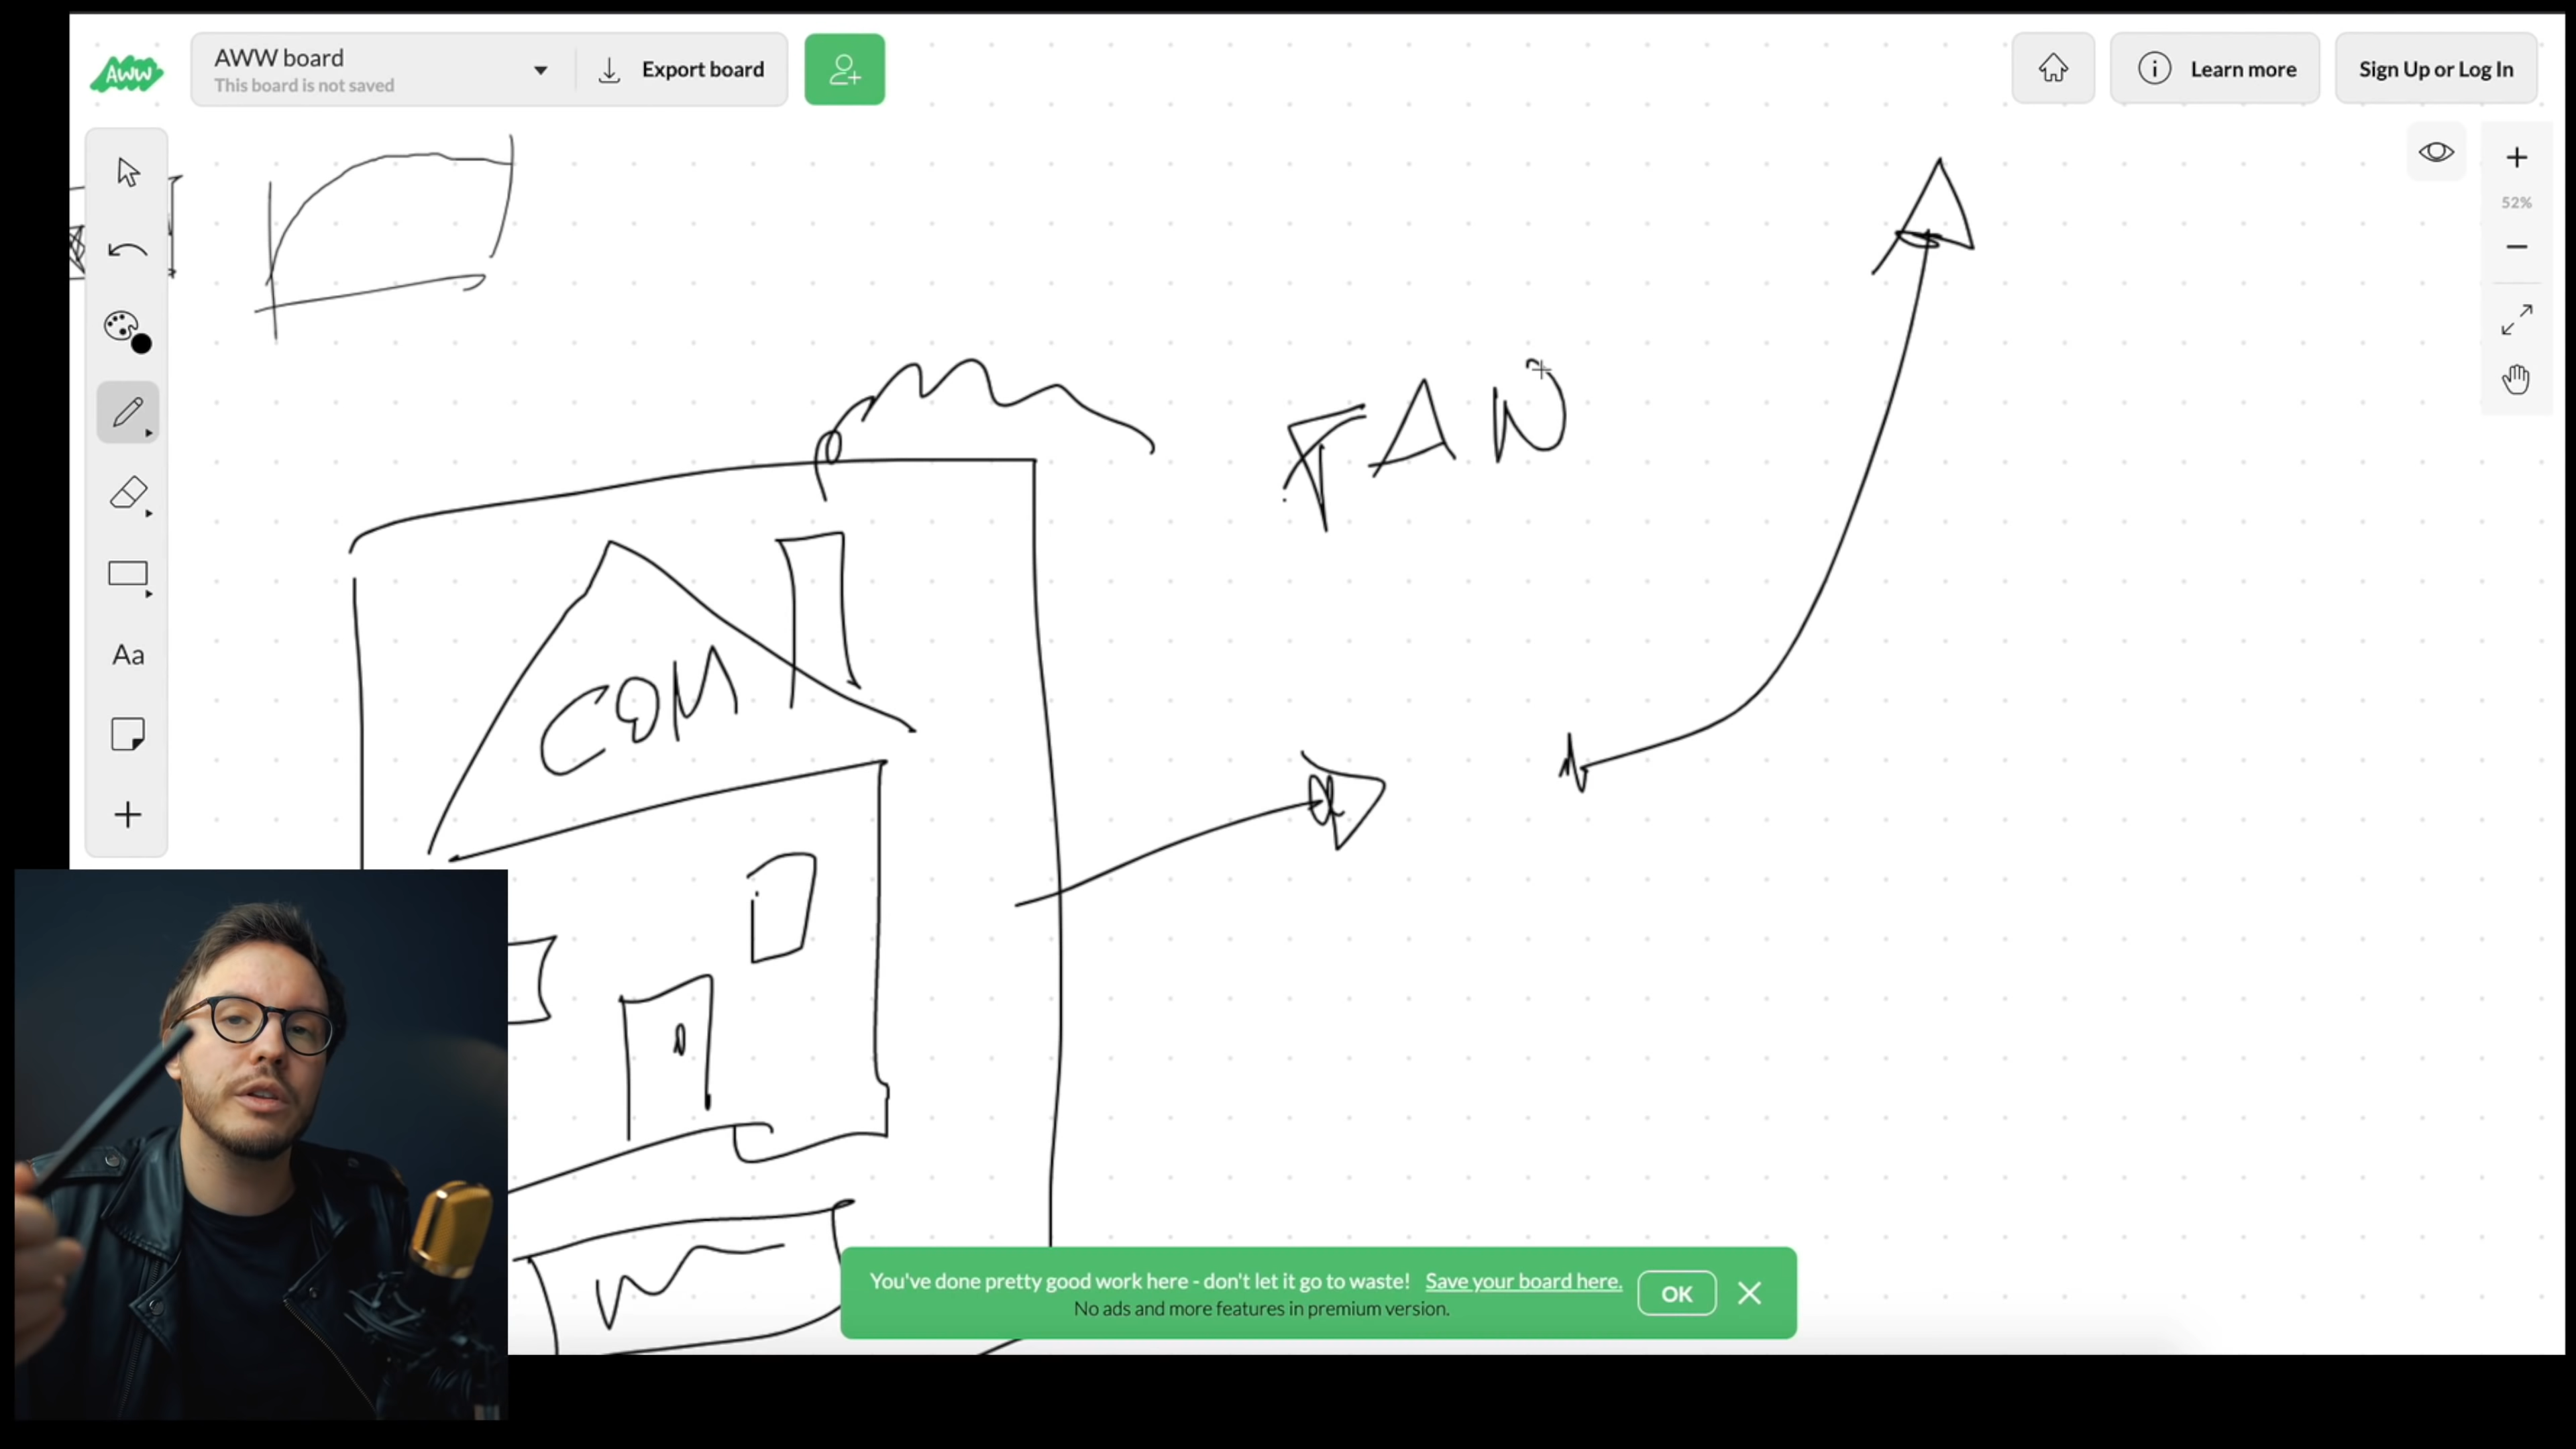 AWW
AWW board
This board is not saved
Export board
Learn more
Sign Up or Log In
52%
FAN
COM
Aa
You've done pretty good work here - don't let it go to waste! Save your board here.
No ads and more features in premium version.
OK